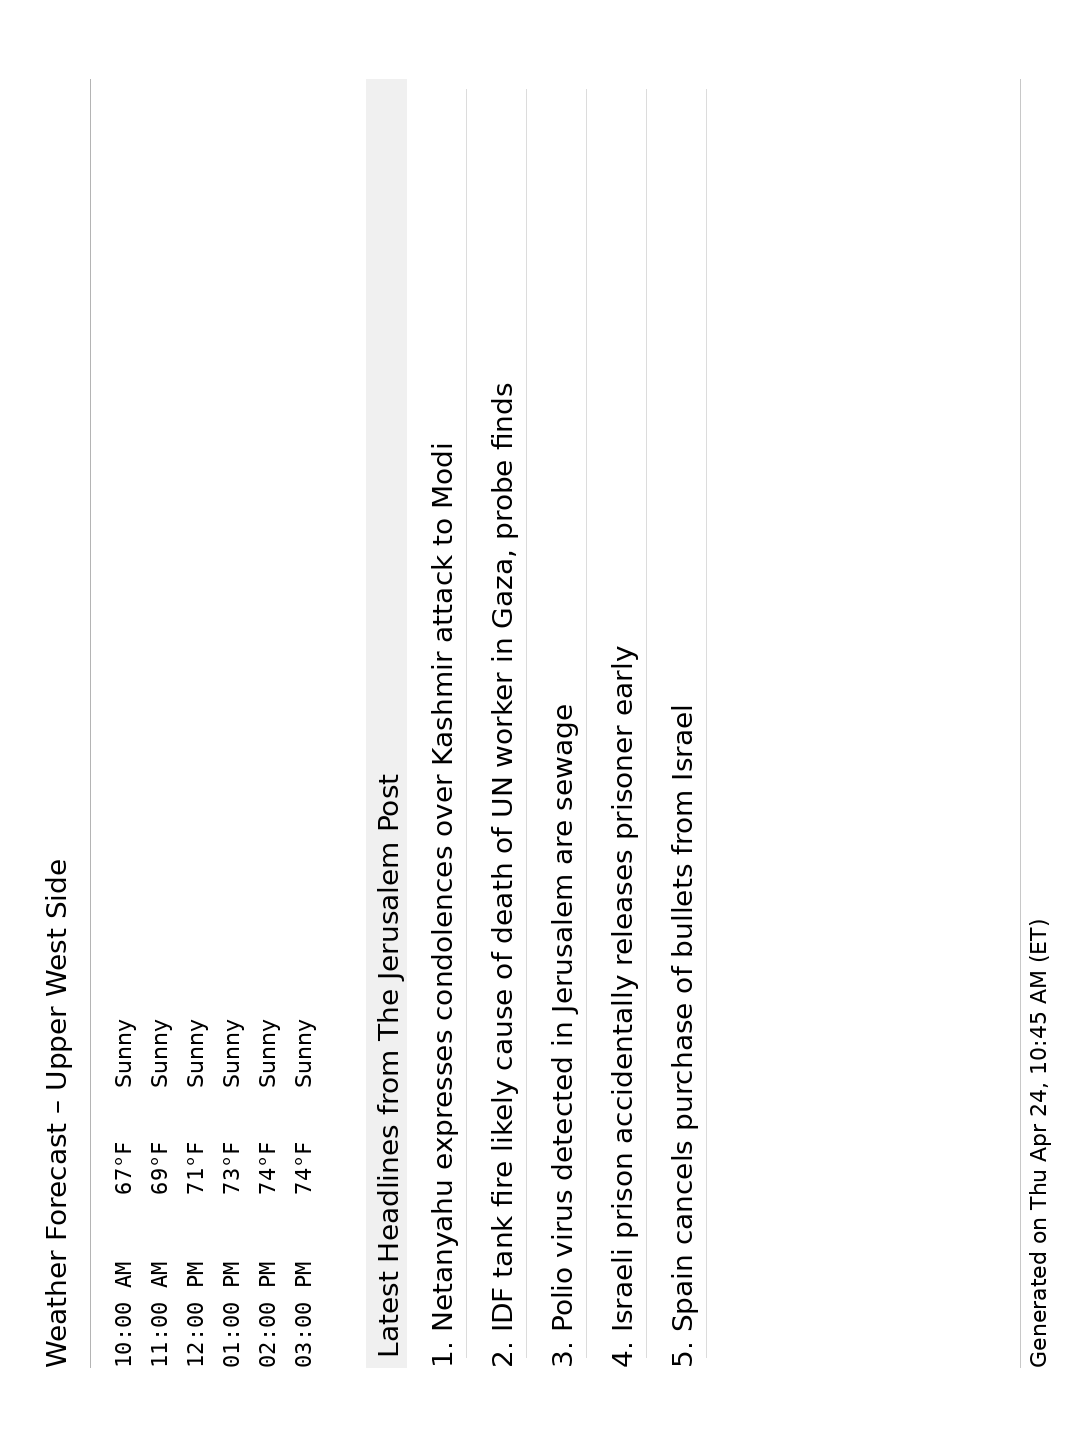 Weather Forecast – Upper West Side
10:00 AM 67°F Sunny
11:00 AM 69°F Sunny
12:00 PM 71°F Sunny
01:00 PM 73°F Sunny
02:00 PM 74°F Sunny
03:00 PM 74°F Sunny
Latest Headlines from The Jerusalem Post
1. Netanyahu expresses condolences over Kashmir attack to Modi
2. IDF tank fire likely cause of death of UN worker in Gaza, probe finds
3. Polio virus detected in Jerusalem are sewage
4. Israeli prison accidentally releases prisoner early
5. Spain cancels purchase of bullets from Israel
Generated on Thu Apr 24, 10:45 AM (ET)